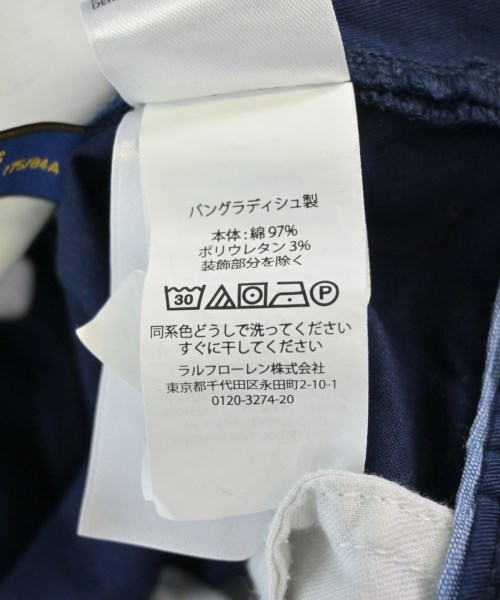 175/84A
バングラディシュ製
本体：綿 97%
ポリウレタン 3%
装飾部分を除く
30 P
同系色どうしで洗ってください
すぐに干してください
ラルフローレン株式会社
東京都千代田区永田町2-10-1
0120-3274-20